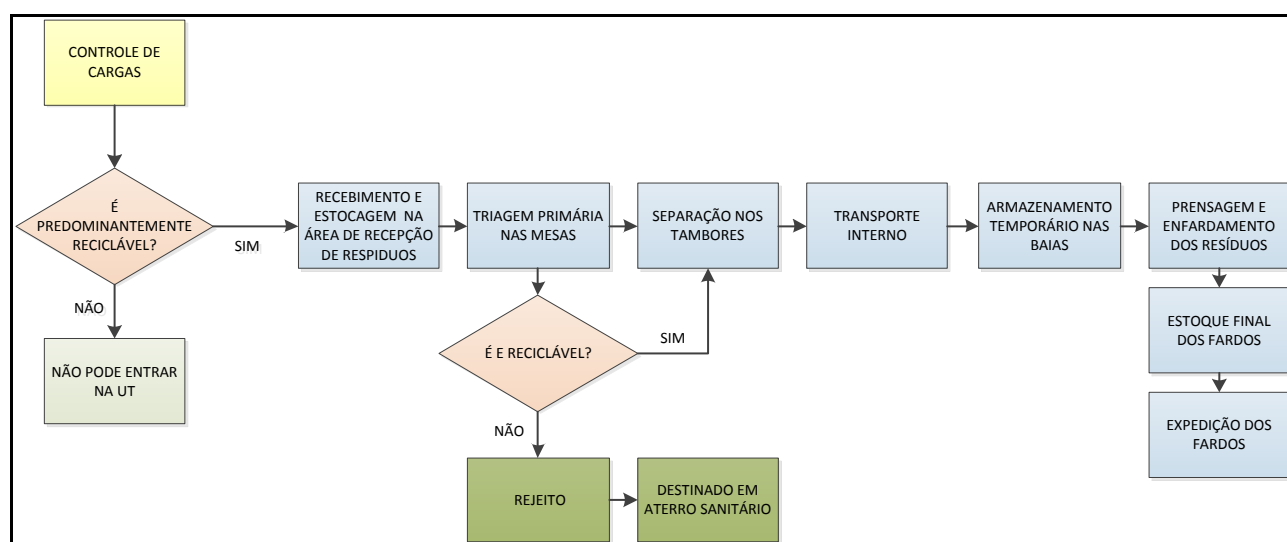 CONTROLE DE
CARGAS
É
PREDOMINANTEMENTE
RECICLÁVEL?
SIM
NÃO
NÃO PODE ENTRAR
NA UT
RECEBIMENTO E
ESTOCAGEM NA
ÁREA DE RECEPÇÃO
DE RESPIDUOS
TRIAGEM PRIMÁRIA
NAS MESAS
É E RECICLÁVEL?
SIM
NÃO
REJEITO
DESTINADO EM
ATERRO SANITÁRIO
SEPARAÇÃO NOS
TAMBORES
TRANSPORTE
INTERNO
ARMAZENAMENTO
TEMPORÁRIO NAS
BAIAS
PRENSAGEM E
ENFARDAMENTO
DOS RESÍDUOS
ESTOQUE FINAL
DOS FARDOS
EXPEDIÇÃO DOS
FARDOS